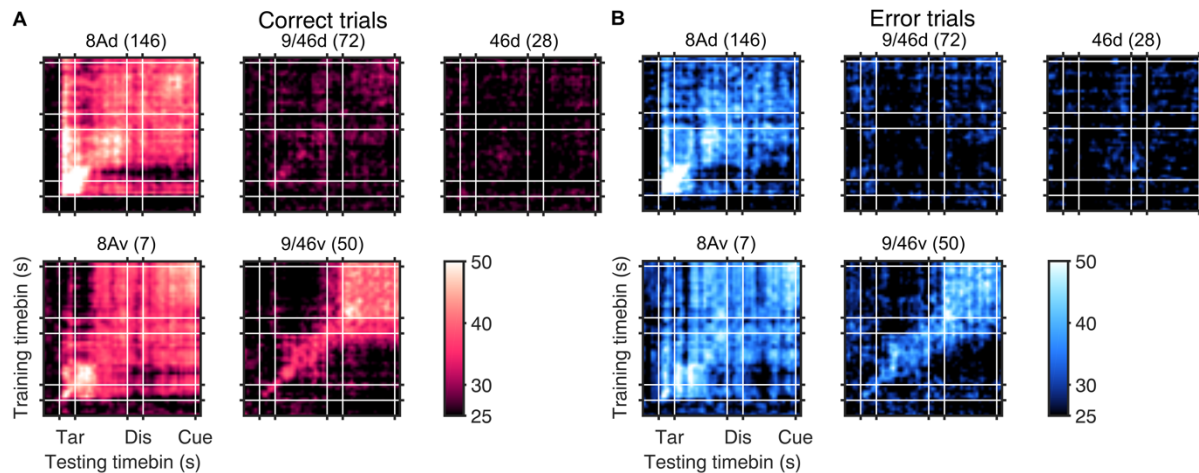 A
Correct trials
8Ad (146)
9/46d (72)
46d (28)
8Av (7)
9/46v (50)
50
40
30
25
Training timebin (s)
Tar
Dis
Cue
Testing timebin (s)
B
Error trials
8Ad (146)
9/46d (72)
46d (28)
8Av (7)
9/46v (50)
50
40
30
25
Training timebin (s)
Tar
Dis
Cue
Testing timebin (s)